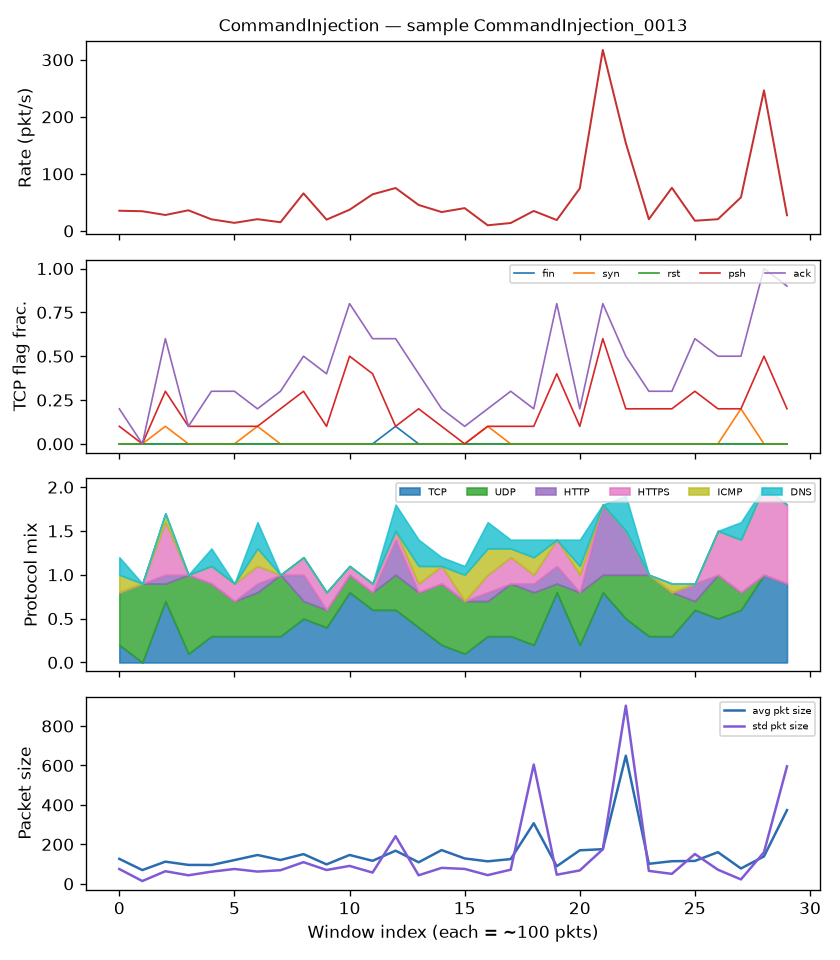 CommandInjection — sample CommandInjection_0013
Rate (pkt/s)
300
200
100
0
TCP flag frac.
1.00
0.75
0.50
0.25
0.00
fin syn rst psh ack
Protocol mix
2.0
1.5
1.0
0.5
0.0
TCP UDP HTTP HTTPS ICMP DNS
Packet size
800
600
400
200
0
avg pkt size
std pkt size
0 5 10 15 20 25 30
Window index (each = ~100 pkts)